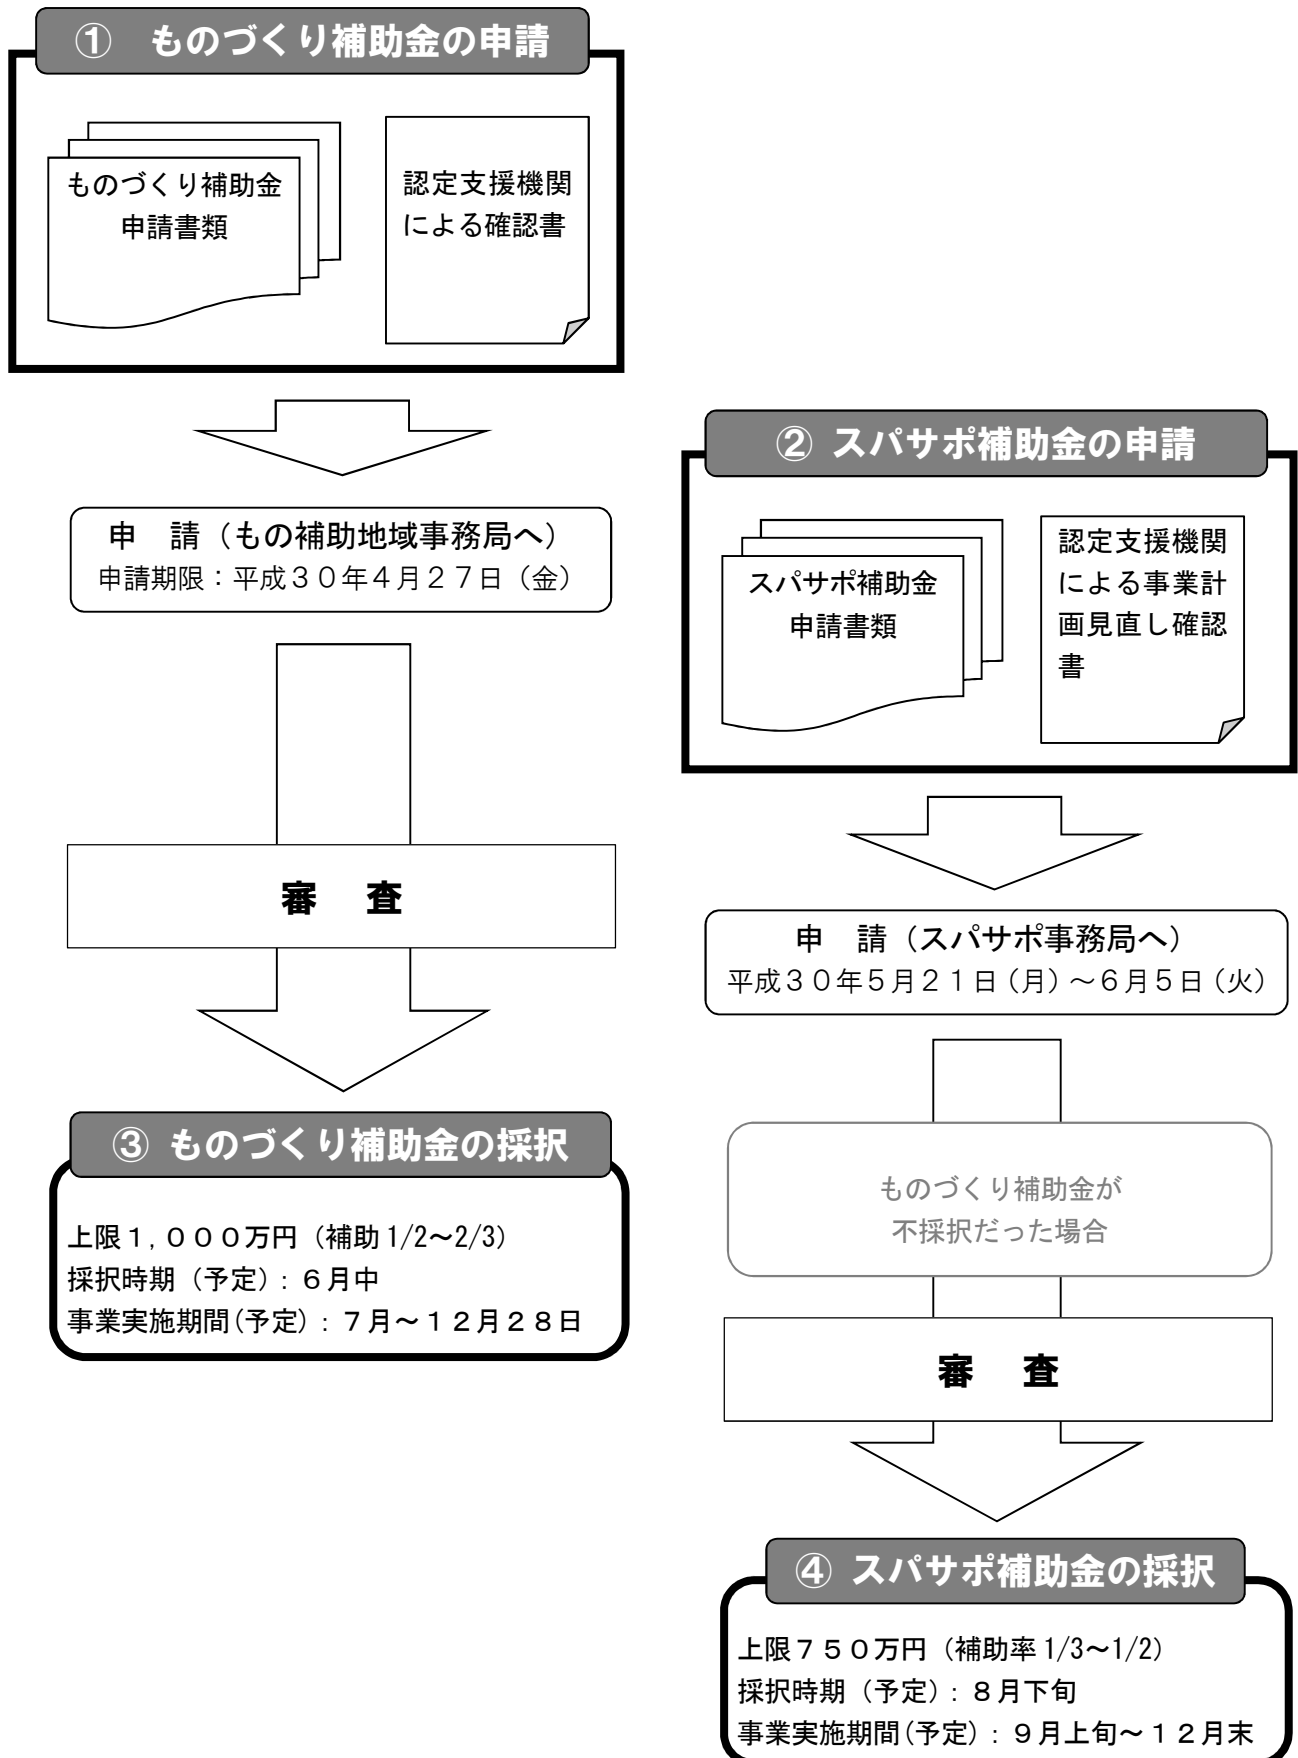 ① ものづくり補助金の申請
ものづくり補助金
申請書類
認定支援機関
による確認書
申　請（もの補助地域事務局へ）
申請期限：平成３０年４月２７日（金）
審　査
③ ものづくり補助金の採択
上限１，０００万円（補助 1/2～2/3）
採択時期（予定）：６月中
事業実施期間（予定）：７月～１２月２８日
② スパサポ補助金の申請
スパサポ補助金
申請書類
認定支援機関
による事業計
画見直し確認
書
申　請（スパサポ事務局へ）
平成３０年５月２１日（月）～６月５日（火）
ものづくり補助金が
不採択だった場合
審　査
④ スパサポ補助金の採択
上限７５０万円（補助率 1/3～1/2）
採択時期（予定）：８月下旬
事業実施期間（予定）：９月上旬～１２月末